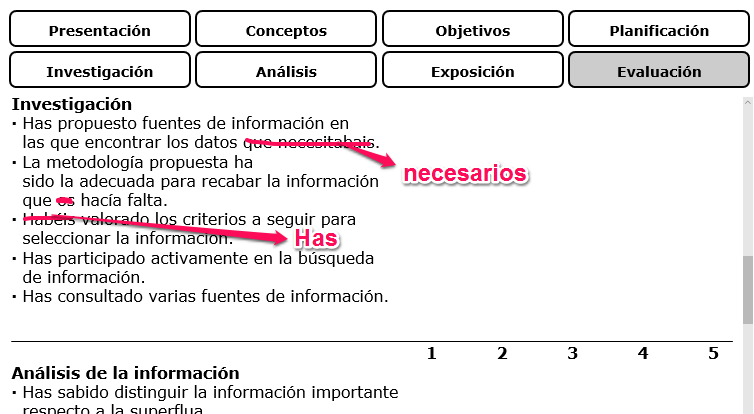 Presentación
Conceptos
Objetivos
Planificación
Investigación
Análisis
Exposición
Evaluación
Investigación
· Has propuesto fuentes de información en
las que encontrar los datos que necesitabais.
necesarios
· La metodología propuesta ha
sido la adecuada para recabar la información
que os hacía falta.
· Habéis valorado los criterios a seguir para
seleccionar la información.
Has
· Has participado activamente en la búsqueda
de información.
· Has consultado varias fuentes de información.
1 2 3 4 5
Análisis de la información
· Has sabido distinguir la información importante
respecto a la superflua.